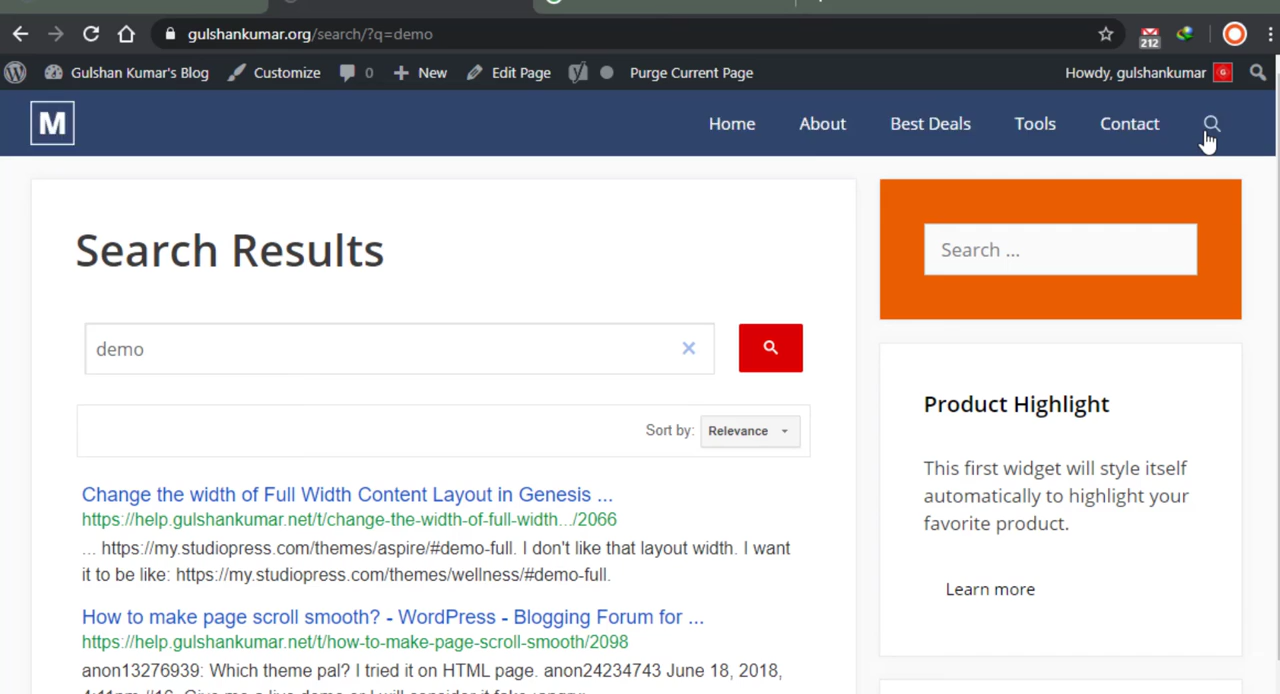 gulshankumar.org/search/?q=demo
212
Gulshan Kumar's Blog Customize 0 New Edit Page Purge Current Page Howdy, gulshankumar
M Home About Best Deals Tools Contact
Search Results
Search ...
demo
Sort by: Relevance
Product Highlight
This first widget will style itself
automatically to highlight your
favorite product.
Learn more
Change the width of Full Width Content Layout in Genesis ...
https://help.gulshankumar.net/t/change-the-width-of-full-width.../2066
... https://my.studiopress.com/themes/aspire/#demo-full. I don't like that layout width. I want
it to be like: https://my.studiopress.com/themes/wellness/#demo-full.
How to make page scroll smooth? - WordPress - Blogging Forum for ...
https://help.gulshankumar.net/t/how-to-make-page-scroll-smooth/2098
anon13276939: Which theme pal? I tried it on HTML page. anon24234743 June 18, 2018,